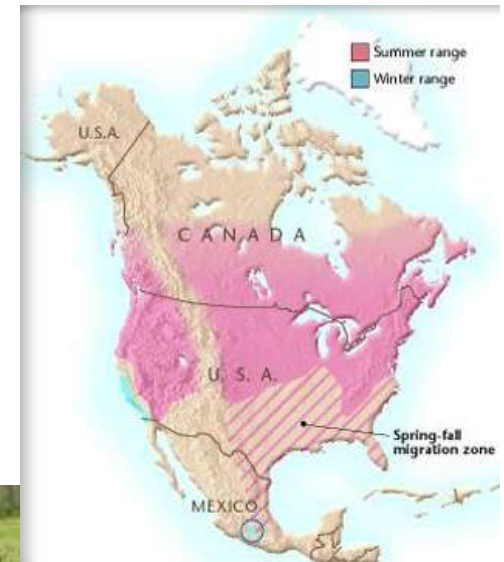 Summer range
Winter range
U.S.A.
CANADA
U. S. A.
Spring-fall
migration zone
MEXICO